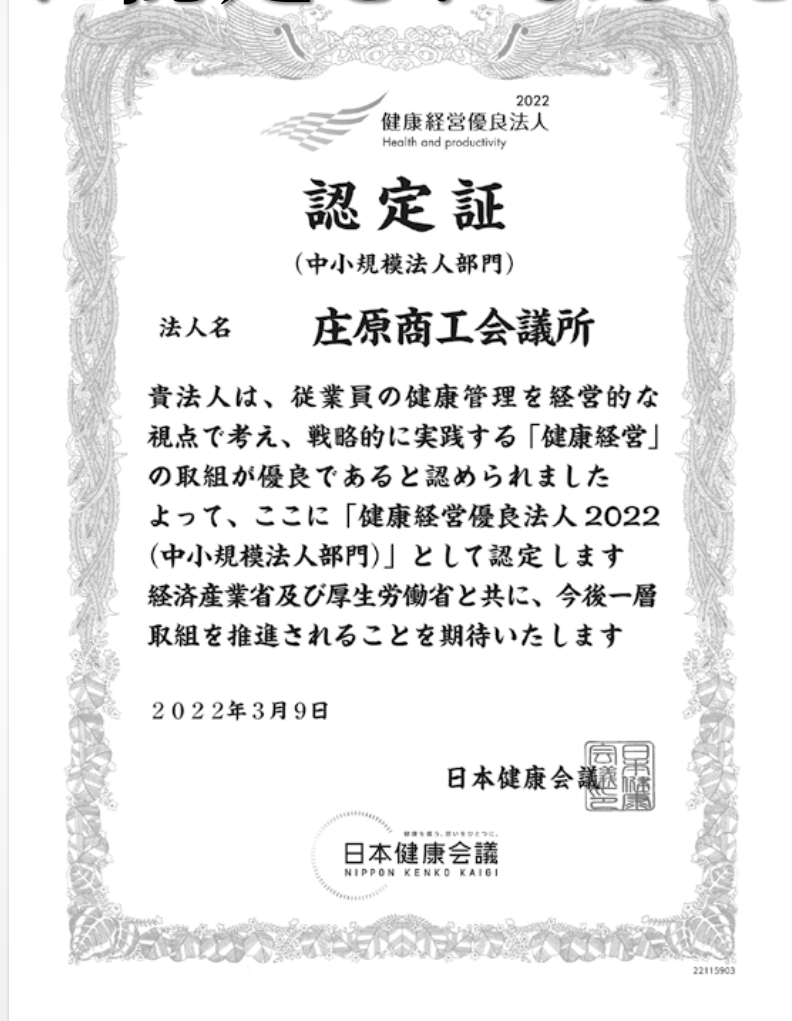 2022
健康経営優良法人
Health and productivity
認定証
(中小規模法人部門)
法人名 庄原商工会議所
貴法人は、従業員の健康管理を経営的な
視点で考え、戦略的に実践する「健康経営」
の取組が優良であると認められました
よって、ここに「健康経営優良法人2022
(中小規模法人部門)」として認定します
経済産業省及び厚生労働省と共に、今後一層
取組を推進されることを期待いたします
2022年3月9日
日本健康会議
日本健康会議
NIPPON KENKO KAIGI
22115903